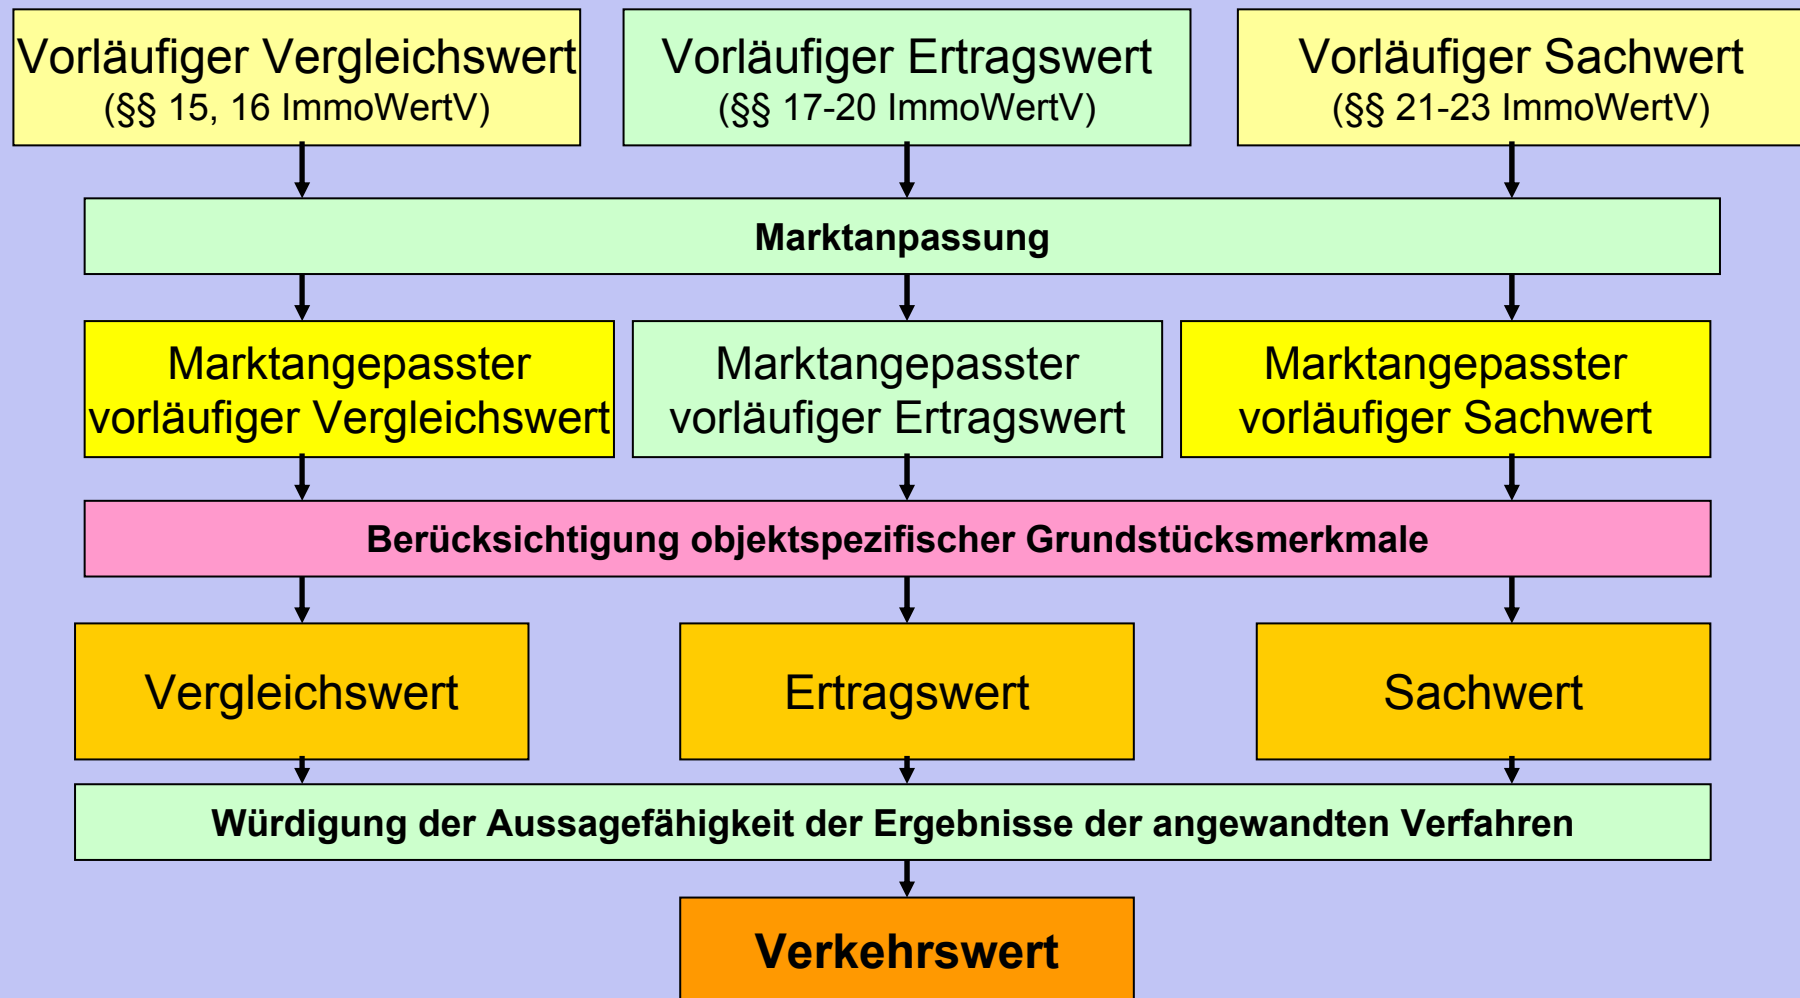 Vorläufiger Vergleichswert
(§§ 15, 16 ImmoWertV)
Vorläufiger Ertragswert
(§§ 17-20 ImmoWertV)
Vorläufiger Sachwert
(§§ 21-23 ImmoWertV)
Marktanpassung
Marktangepasster
vorläufiger Vergleichswert
Marktangepasster
vorläufiger Ertragswert
Marktangepasster
vorläufiger Sachwert
Berücksichtigung objektspezifischer Grundstücksmerkmale
Vergleichswert
Ertragswert
Sachwert
Würdigung der Aussagefähigkeit der Ergebnisse der angewandten Verfahren
Verkehrswert